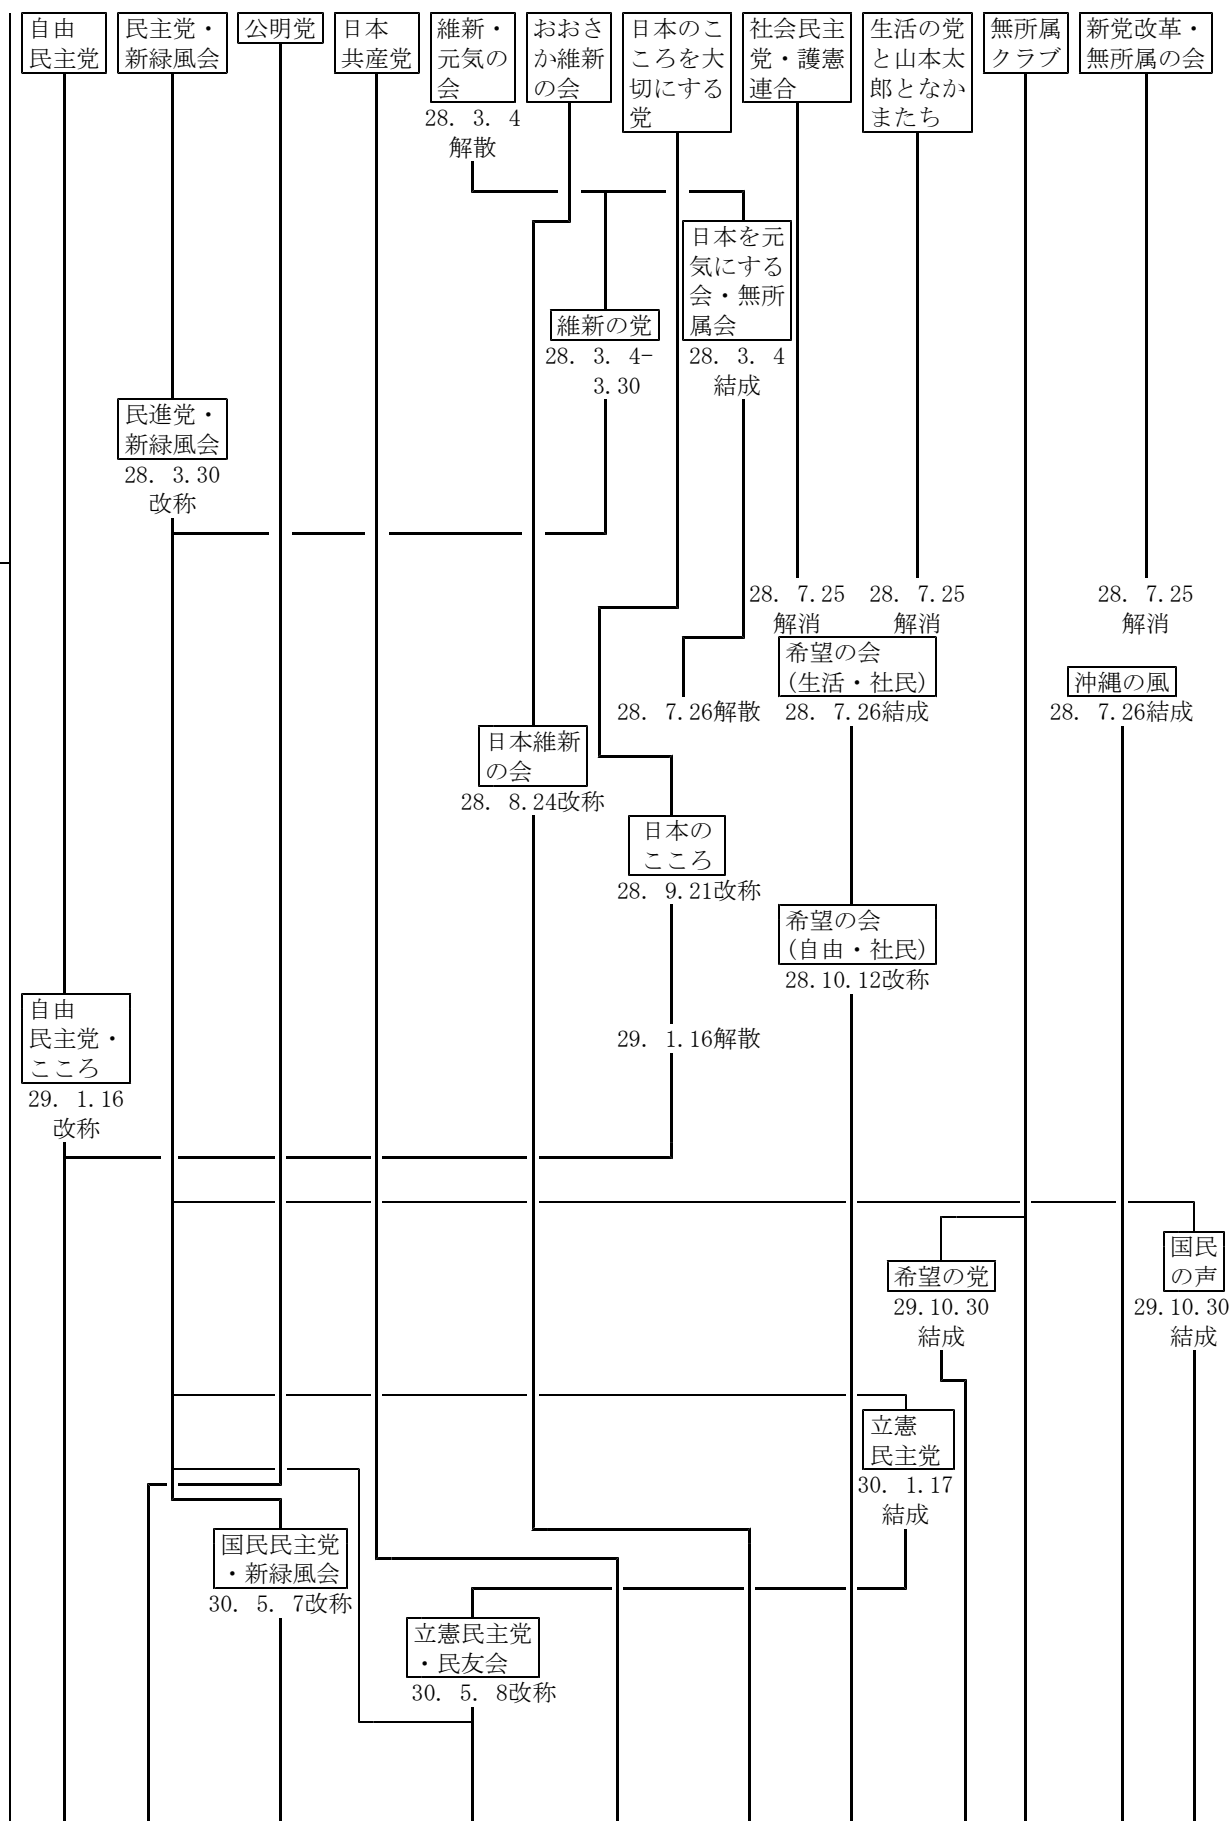 自由
民主党
民主党・
新緑風会
公明党
日本
共産党
維新・
元気の
会
28. 3. 4
解散
おおさ
か維新
の会
日本のこ
ころを大
切にする
党
社会民主
党・護憲
連合
生活の党
と山本太
郎となか
またち
無所属
クラブ
新党改革・
無所属の会
日本を元
気にする
会・無所
属会
28. 3. 4
結成
維新の党
28. 3. 4-
3.30
民進党・
新緑風会
28. 3.30
改称
28. 7.25
解消
28. 7.25
解消
28. 7.25
解消
希望の会
(生活・社民)
28. 7.26結成
沖縄の風
28. 7.26結成
28. 7.26解散
日本維新
の会
28. 8.24改称
日本の
こころ
28. 9.21改称
希望の会
(自由・社民)
28.10.12改称
自由
民主党・
こころ
29. 1.16
改称
29. 1.16解散
国民
の声
29.10.30
結成
希望の党
29.10.30
結成
立憲
民主党
30. 1.17
結成
国民民主党
・新緑風会
30. 5. 7改称
立憲民主党
・民友会
30. 5. 8改称